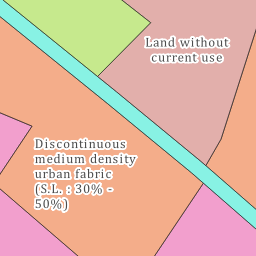 Land without
current use
Discontinuous
medium density
urban fabric
(S.L. : 30% -
50%)